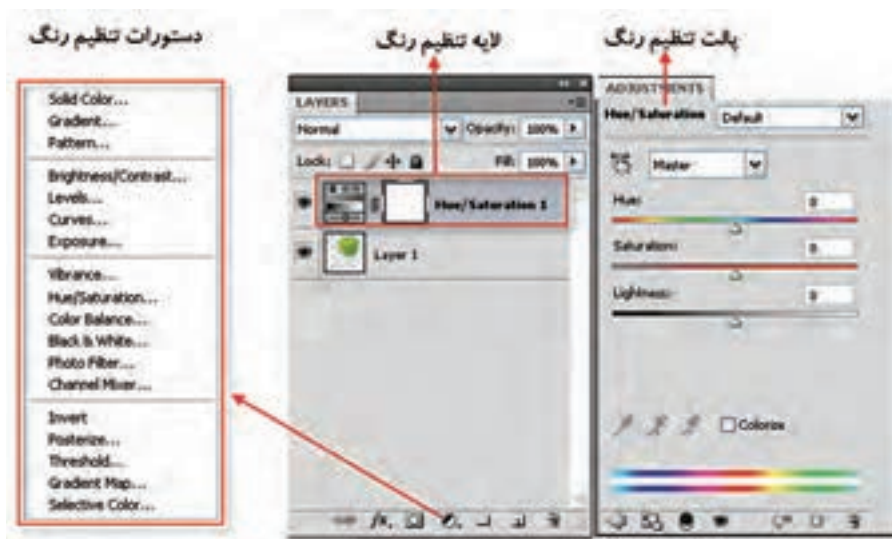 دستورات تنظیم رنگ
لایه تنظیم رنگ
پالت تنظیم رنگ
Solid Color...
Gradient...
Pattern...
Brightness/Contrast...
Levels...
Curves...
Exposure...
Vibrance...
Hue/Saturation...
Color Balance...
Black & White...
Photo Filter...
Channel Mixer...
Invert
Posterize...
Threshold...
Gradient Map...
Selective Color...
LAYERS
Normal Opacity: 100%
Lock: Fill: 100%
Hue/Saturation 1
Layer 1
fx.
ADJUSTMENTS
Hue/Saturation Default
Master
Hue: 0
Saturation: 0
Lightness: 0
Colorize